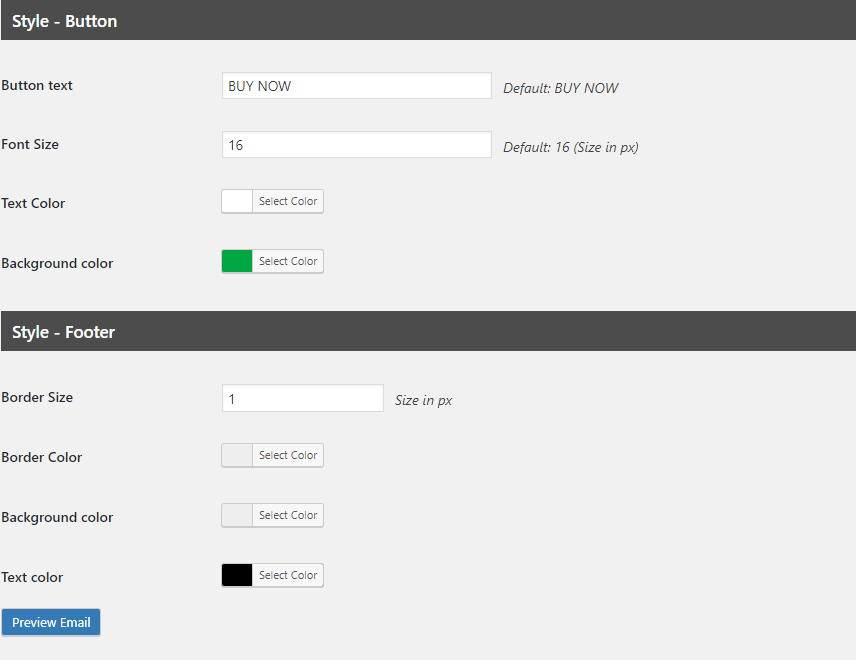 Style - Button
Button text BUY NOW Default: BUY NOW
Font Size 16 Default: 16 (Size in px)
Text Color Select Color
Background color Select Color
Style - Footer
Border Size 1 Size in px
Border Color Select Color
Background color Select Color
Text color Select Color
Preview Email